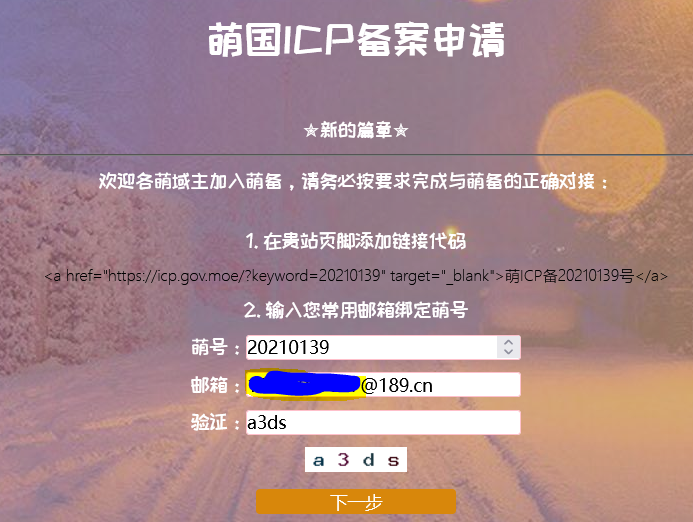 萌国ICP备案申请
★新的篇章★
欢迎各萌域主加入萌备，请务必按要求完成与萌备的正确对接：
1.在贵站页脚添加链接代码
<a href="https://icp.gov.moe/?keyword=20210139" target="_blank">萌ICP备20210139号</a>
2.输入您常用邮箱绑定萌号
萌号：20210139
邮箱：@189.cn
验证：a3ds
a 3 d s
下一步